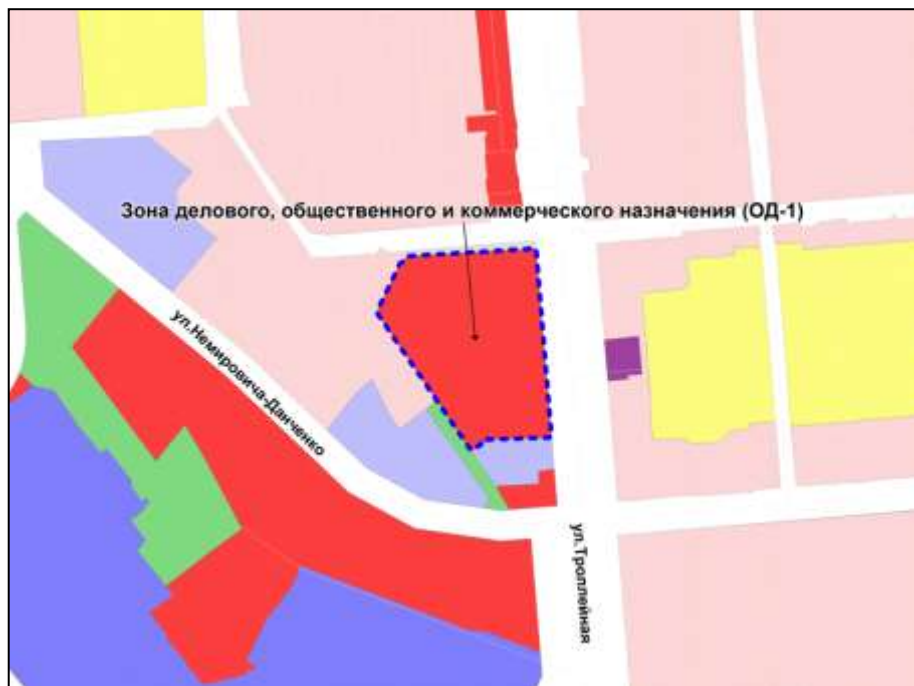 Зона делового, общественного и коммерческого назначения (ОД-1)
ул.Немировича-Данченко
ул.Троллейная